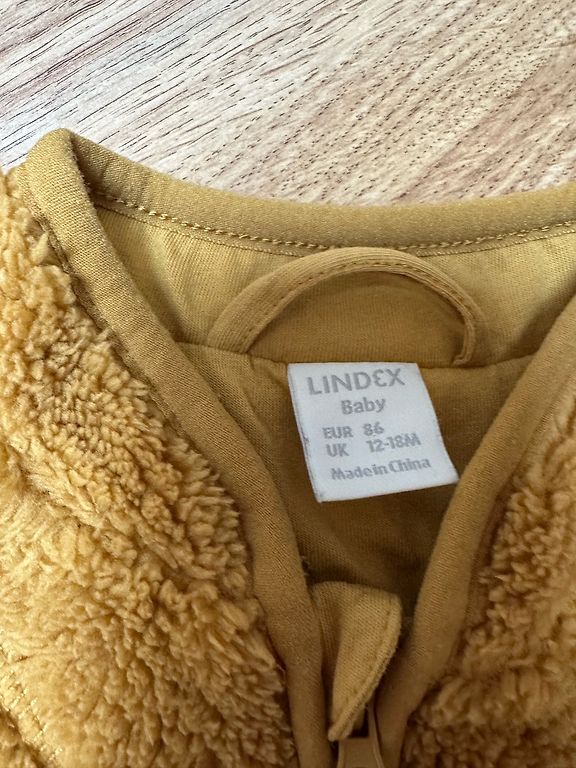 LINDEX
Baby
EUR 86
UK 12-18M
Made in China